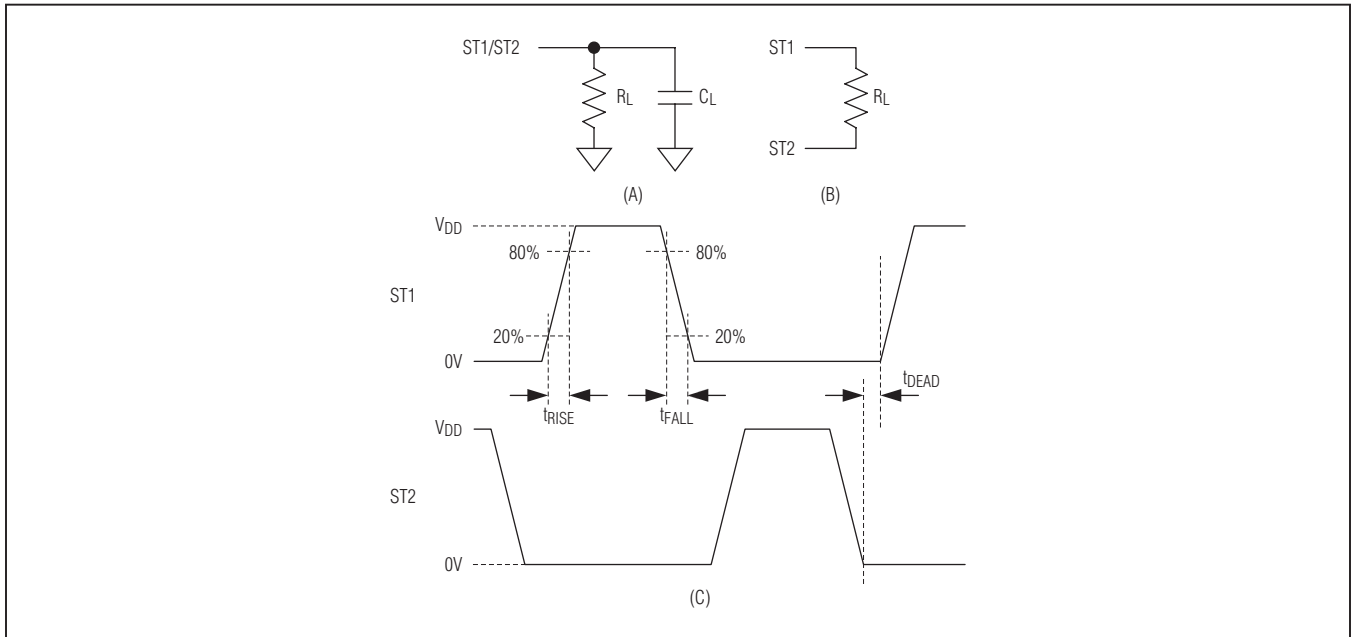 ST1/ST2
RL
CL
(A)
ST1
RL
ST2
(B)
VDD
80%
80%
ST1
20%
20%
0V
tRISE
tFALL
tDEAD
VDD
ST2
0V
(C)